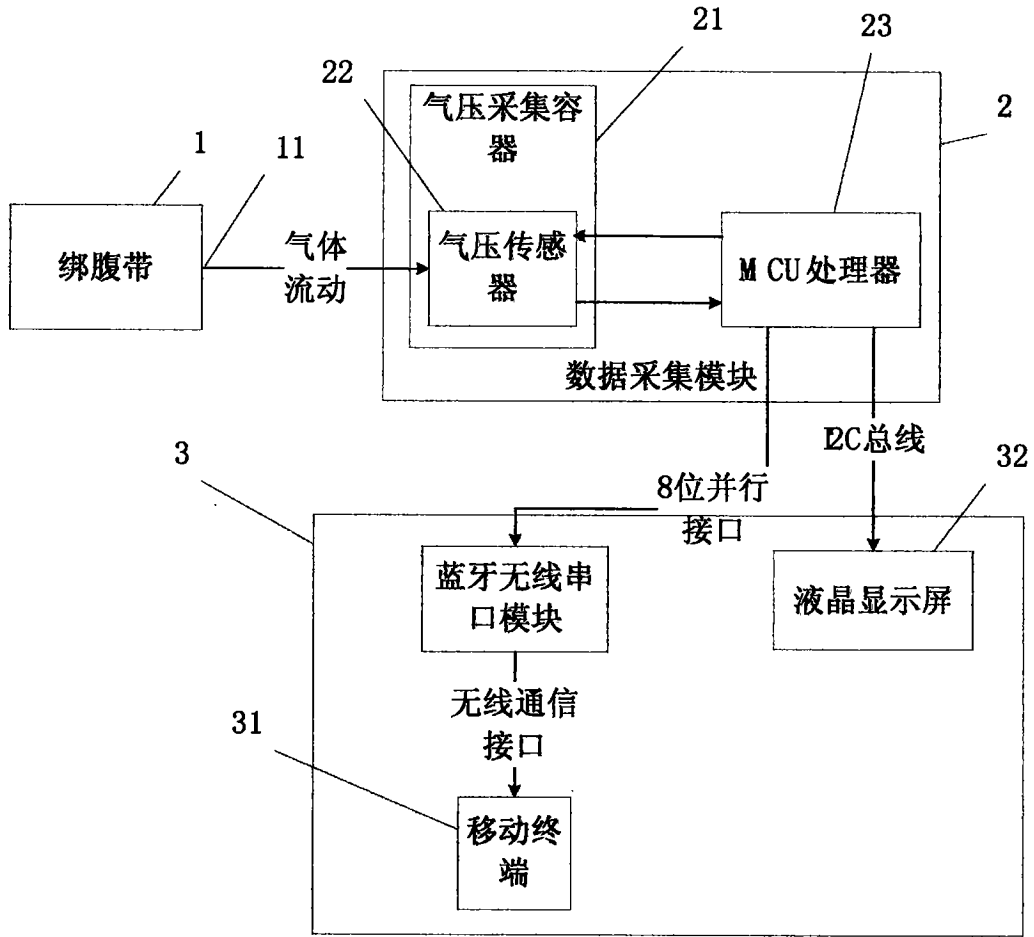 21
23
22
2
气压采集容
器
1
11
绑腹带
气体
流动
气压传感
器
MCU处理器
数据采集模块
I2C总线
3
32
8位并行
接口
蓝牙无线串
口模块
液晶显示屏
无线通信
接口
31
移动终
端